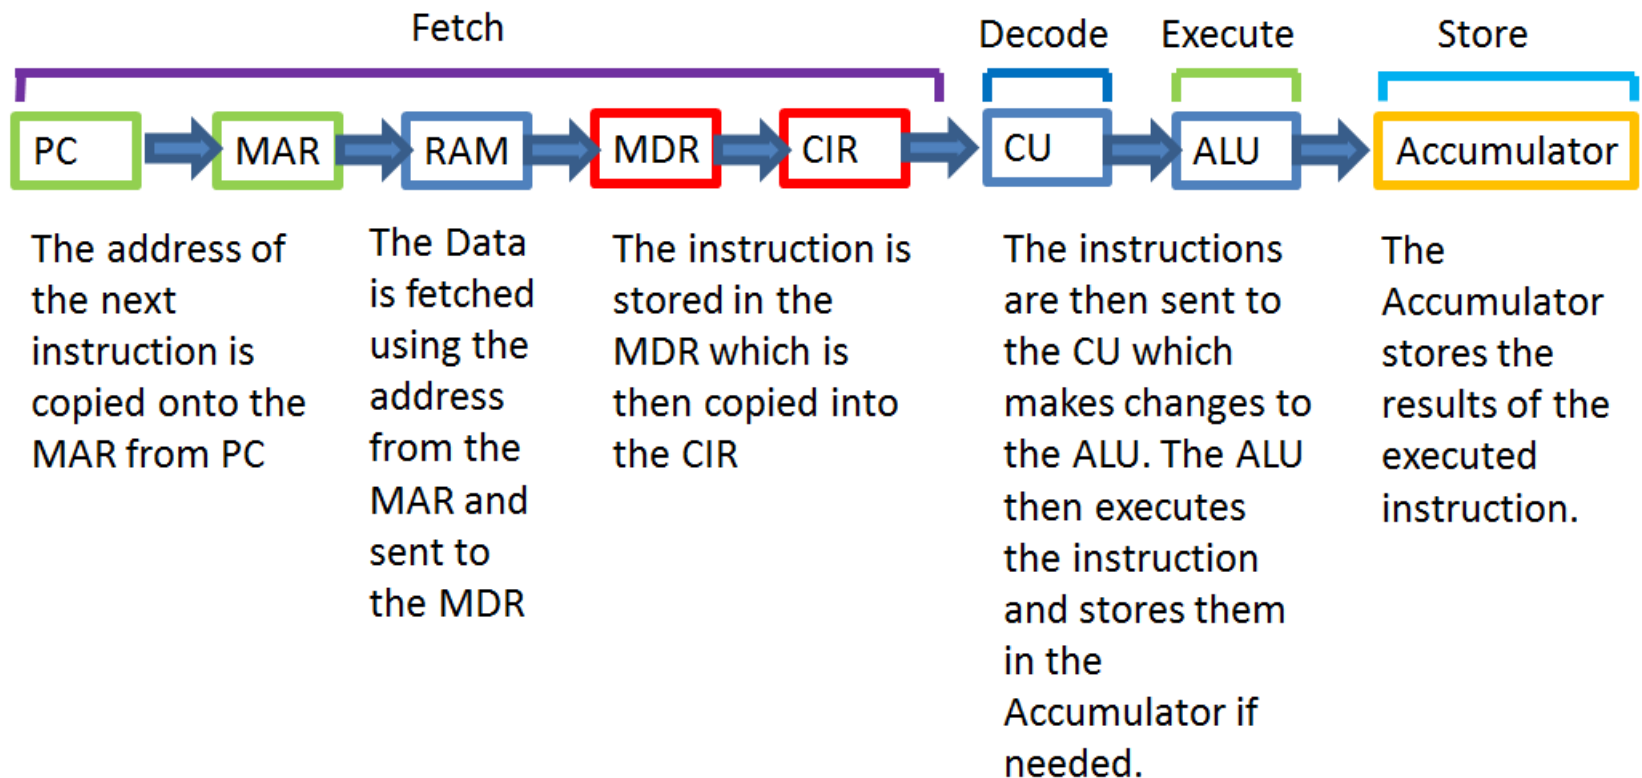 Fetch
Decode
Execute
Store
PC
MAR
RAM
MDR
CIR
CU
ALU
Accumulator
The address of
the next
instruction is
copied onto the
MAR from PC
The Data
is fetched
using the
address
from the
MAR and
sent to
the MDR
The instruction is
stored in the
MDR which is
then copied into
the CIR
The instructions
are then sent to
the CU which
makes changes to
the ALU. The ALU
then executes
the instruction
and stores them
in the
Accumulator if
needed.
The
Accumulator
stores the
results of the
executed
instruction.